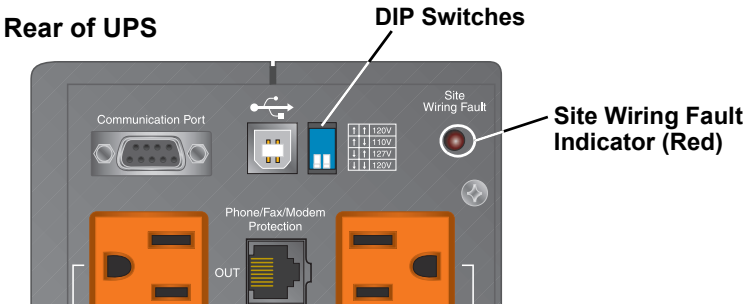 Rear of UPS
DIP Switches
Communication Port
Site
Wiring Fault
↑ ↑ 120V
↑ ↓ 110V
↓ ↑ 127V
↓ ↓ 120V
Site Wiring Fault
Indicator (Red)
Phone/Fax/Modem
Protection
OUT